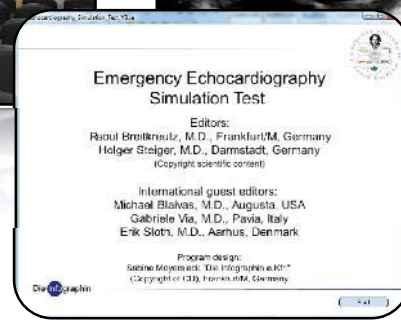 Emergency Echocardiography
Simulation Test
Editors:
Raoul Breitkreutz, M.D., Frankfurt/M, Germany
Holger Steiger, M.D., Darmstadt, Germany
(Copyright scientific content)
International guest editors:
Michael Blaivas, M.D., Augusta, USA
Gabriele Via, M.D., Pavia, Italy
Erik Sloth, M.D., Aarhus, Denmark
Program design:
Sabine "Die Infographin e.Kfr."
(Copyright of CD), Frankfurt/M, Germany
Die Infographin